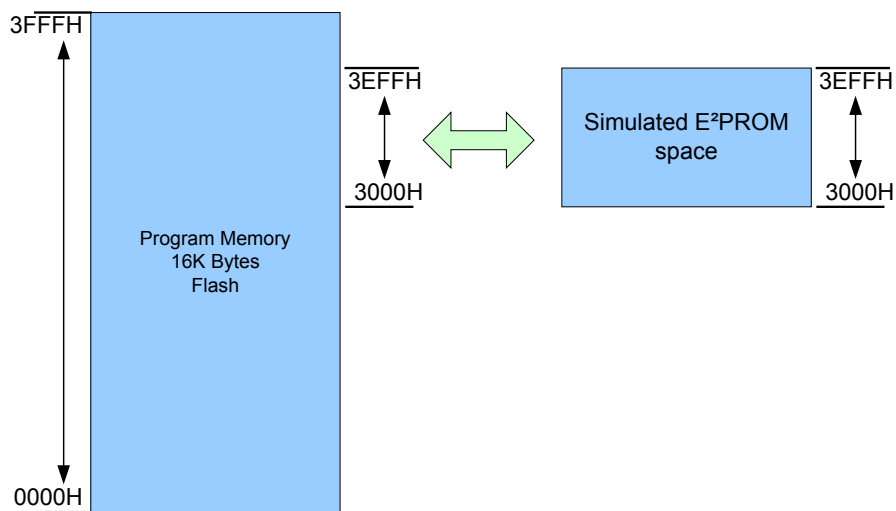 3FFFH
0000H
Program Memory
16K Bytes
Flash
3EFFH
3000H
Simulated E²PROM
space
3EFFH
3000H